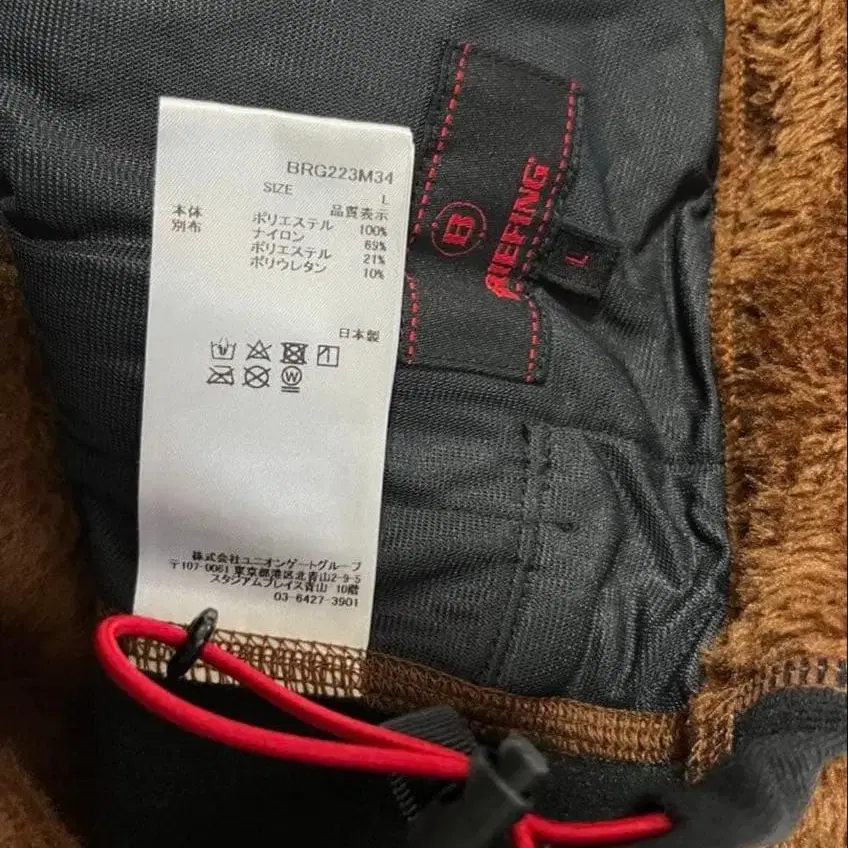 BRG223M34
SIZE L
品質表示
本体 ポリエステル 100%
別布 ナイロン 69%
ポリエステル 21%
ポリウレタン 10%
日本製
W
株式会社ユニオンゲートグループ
〒107-0061 東京都港区北青山2-9-5
スタジアムプレイス青山 10階
03-6427-3901
B
BRIEFING
L